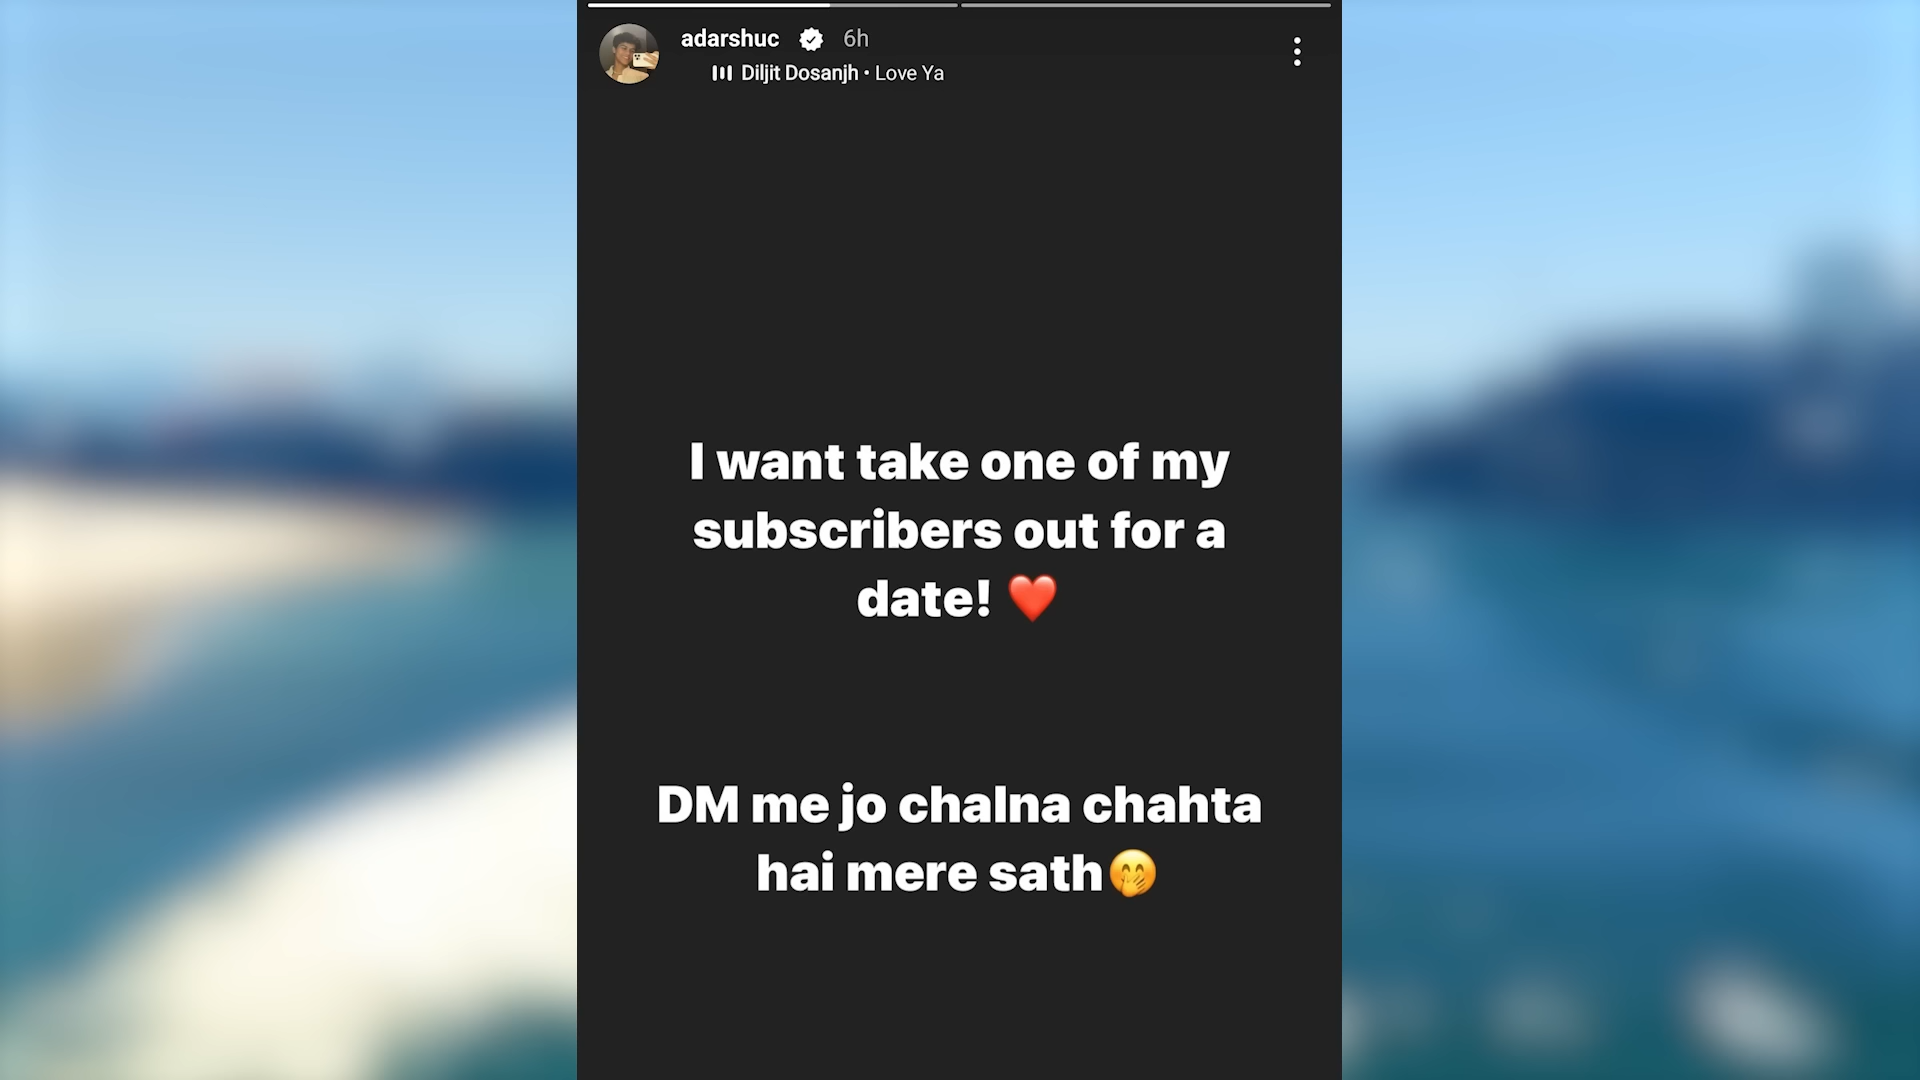 adarshuc 6h
Diljit Dosanjh • Love Ya
I want take one of my
subscribers out for a
date! ❤️
DM me jo chalna chahta
hai mere sath🤭